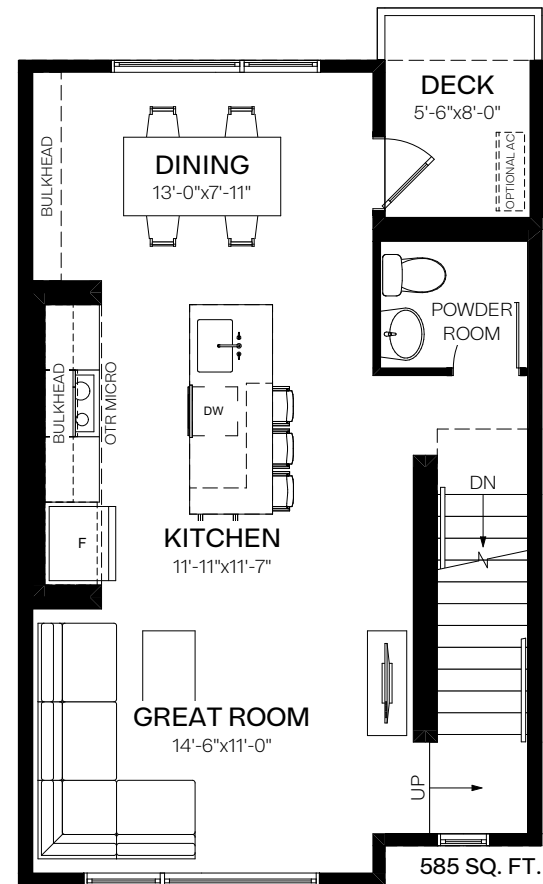 DECK
5'-6"x8'-0"
OPTIONAL AC
BULKHEAD
DINING
13'-0"x7'-11"
POWDER
ROOM
BULKHEAD
OTR MICRO
DW
F
KITCHEN
11'-11"x11'-7"
DN
GREAT ROOM
14'-6"x11'-0"
UP
585 SQ. FT.